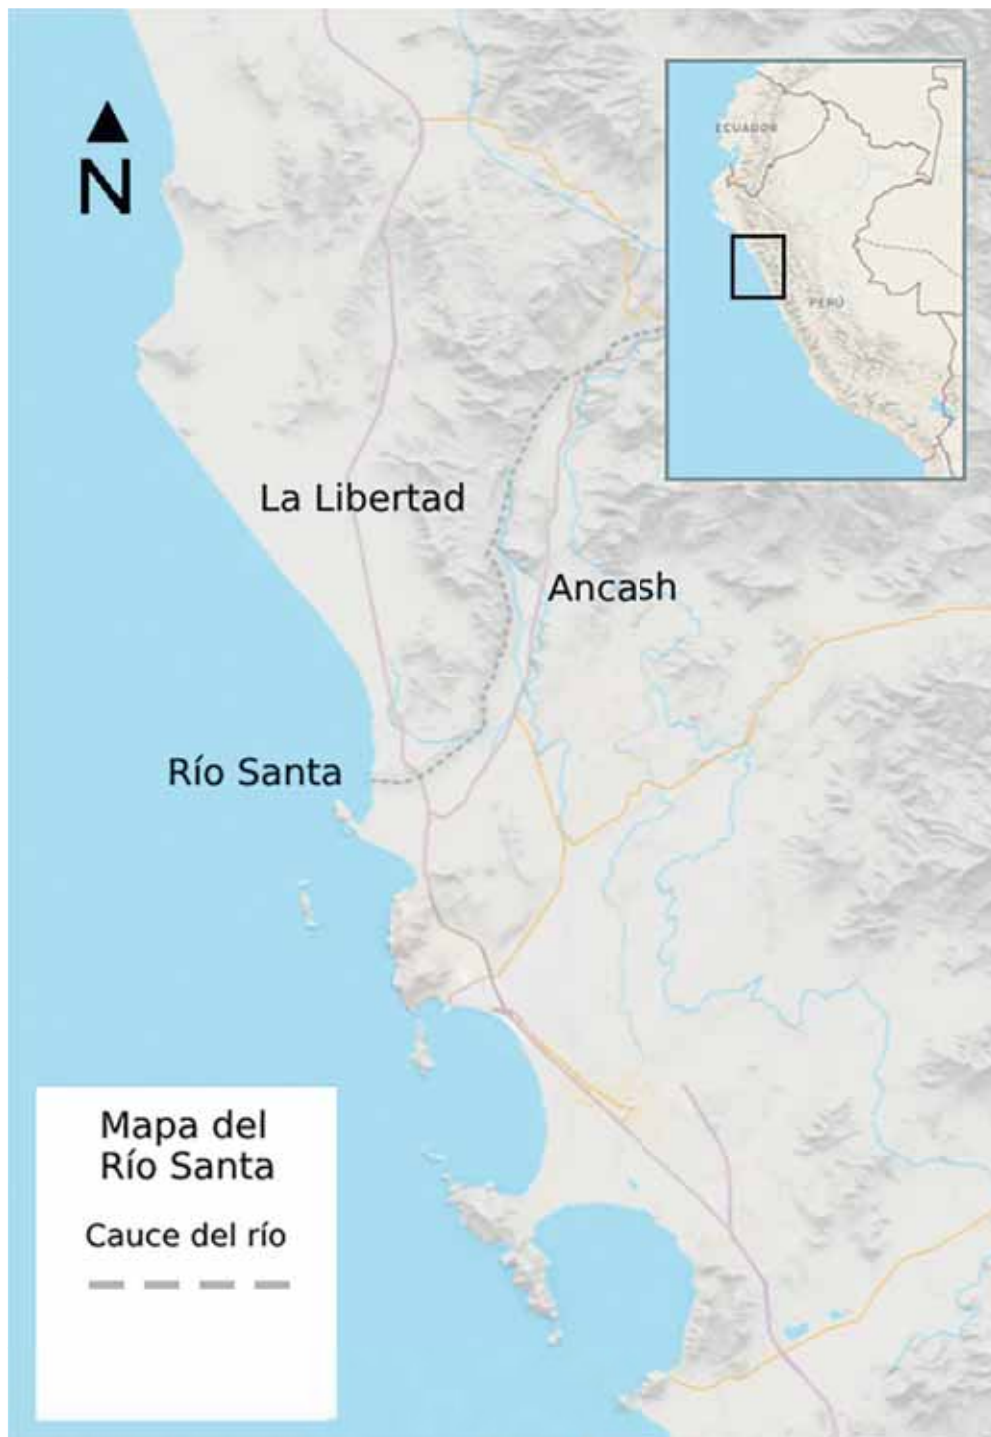 N
ECUADOR
PERÚ
La Libertad
Ancash
Río Santa
Mapa del
Río Santa
Cauce del río